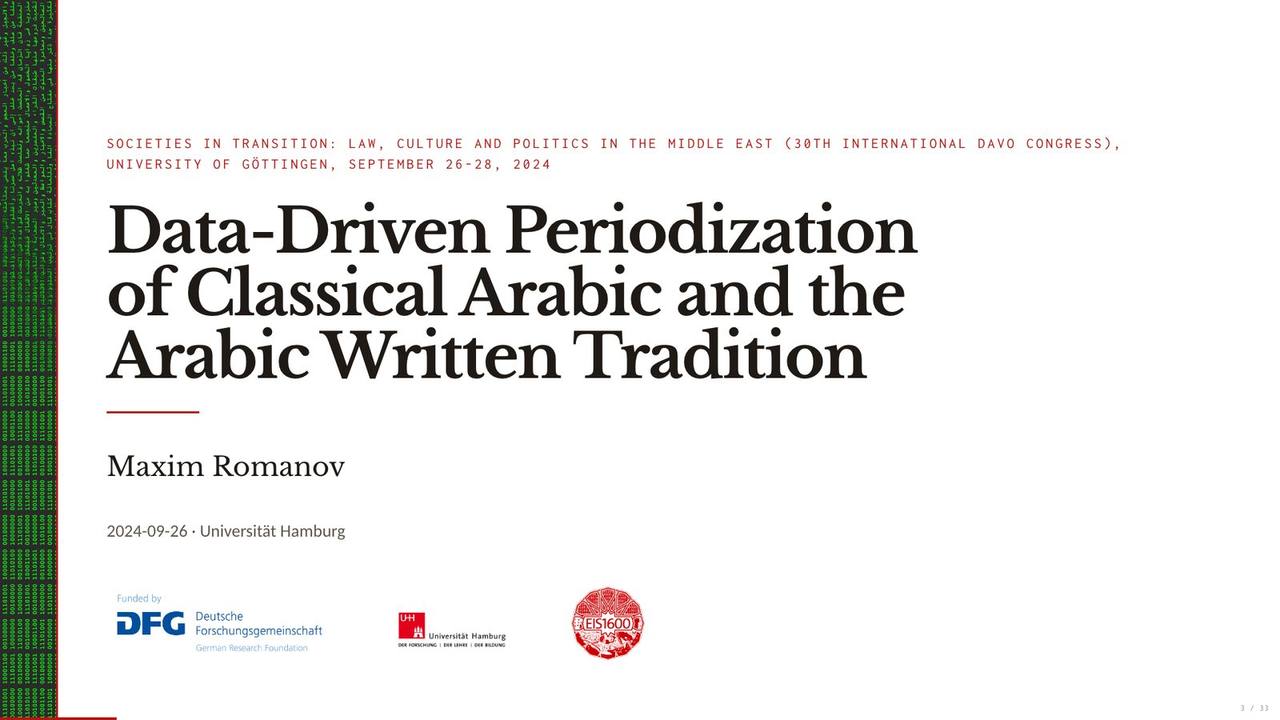 SOCIETIES IN TRANSITION: LAW, CULTURE AND POLITICS IN THE MIDDLE EAST (30TH INTERNATIONAL DAVO CONGRESS),
UNIVERSITY OF GÖTTINGEN, SEPTEMBER 26-28, 2024
Data-Driven Periodization
of Classical Arabic and the
Arabic Written Tradition
Maxim Romanov
2024-09-26 · Universität Hamburg
Funded by
DFG Deutsche
Forschungsgemeinschaft
German Research Foundation
UH
Universität Hamburg
DER FORSCHUNG | DER LEHRE | DER BILDUNG
EIS1600
3 / 33